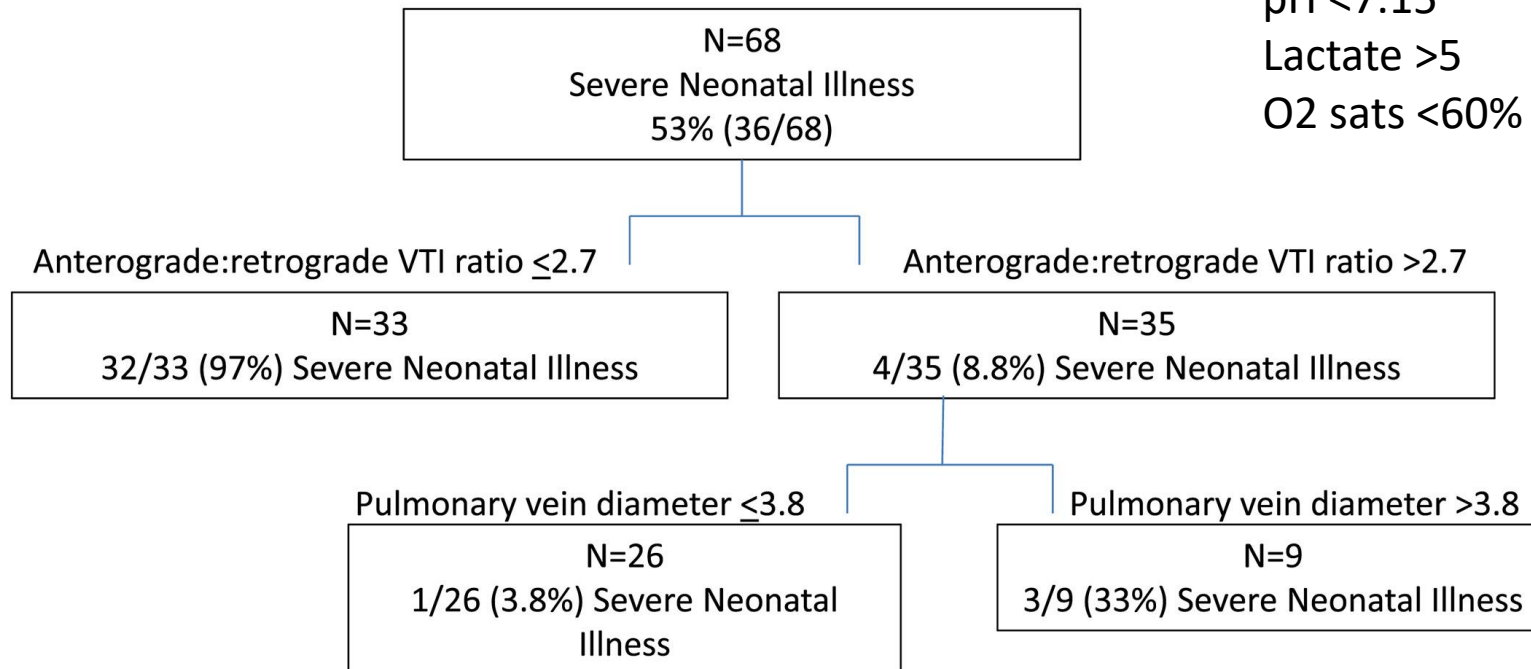 pH <7.15
Lactate >5
O2 sats <60%
N=68
Severe Neonatal Illness
53% (36/68)
Anterograde:retrograde VTI ratio ≤2.7
Anterograde:retrograde VTI ratio >2.7
N=33
32/33 (97%) Severe Neonatal Illness
N=35
4/35 (8.8%) Severe Neonatal Illness
Pulmonary vein diameter ≤3.8
Pulmonary vein diameter >3.8
N=26
1/26 (3.8%) Severe Neonatal
Illness
N=9
3/9 (33%) Severe Neonatal Illness